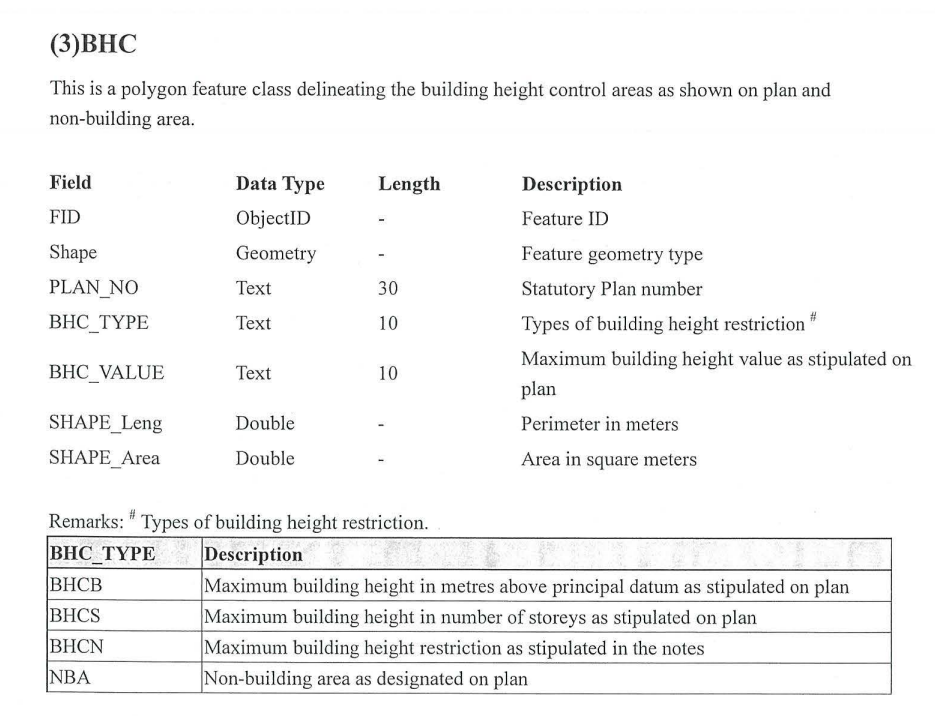 (3)BHC
This is a polygon feature class delineating the building height control areas as shown on plan and
non-building area.
Field Data Type Length Description
FID ObjectID - Feature ID
Shape Geometry - Feature geometry type
PLAN_NO Text 30 Statutory Plan number
BHC_TYPE Text 10 Types of building height restriction #
BHC_VALUE Text 10 Maximum building height value as stipulated on
plan
SHAPE_Leng Double - Perimeter in meters
SHAPE_Area Double - Area in square meters
Remarks: # Types of building height restriction.
BHC_TYPE Description
BHCB Maximum building height in metres above principal datum as stipulated on plan
BHCS Maximum building height in number of storeys as stipulated on plan
BHCN Maximum building height restriction as stipulated in the notes
NBA Non-building area as designated on plan